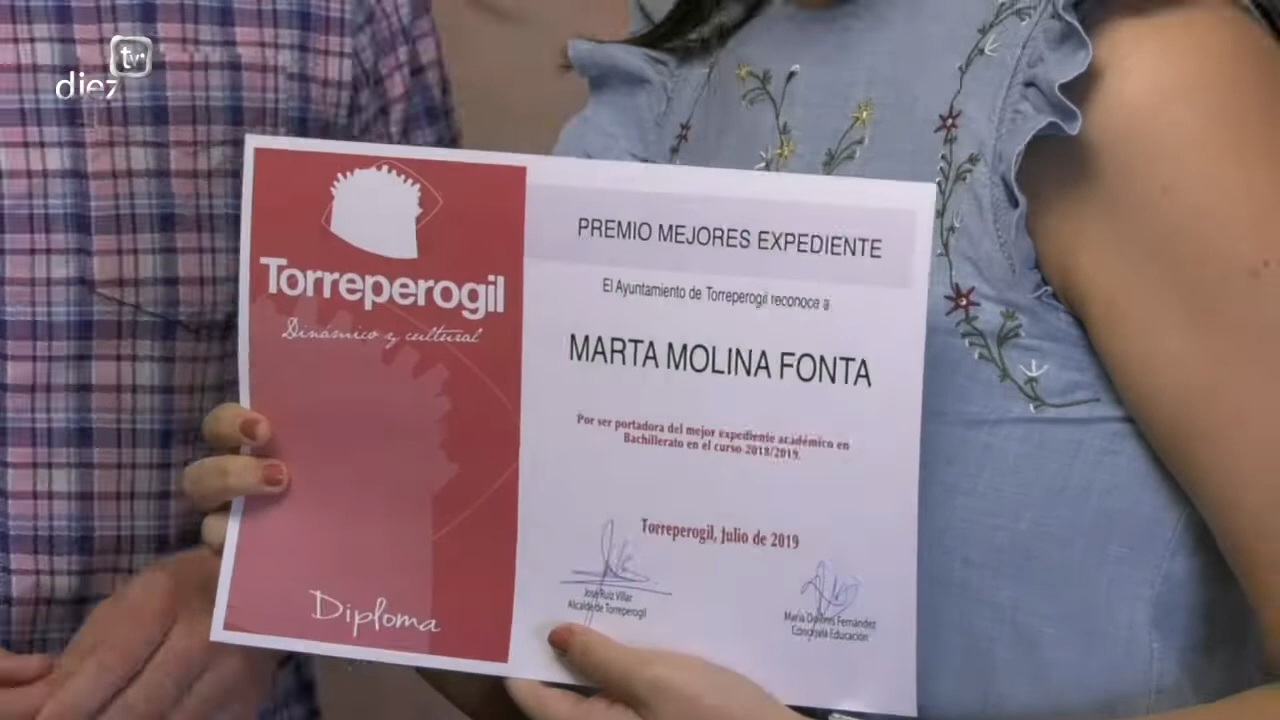 diez tv
Torreperogil
Dinámico y cultural
Diploma
PREMIO MEJORES EXPEDIENTE
El Ayuntamiento de Torreperogil reconoce a
MARTA MOLINA FONTA
Por ser portadora del mejor expediente académico en
Bachillerato en el curso 2018/2019.
Torreperogil, Julio de 2019
José Ruiz Villar
Alcalde de Torreperogil
María Dolores Fernández
Concejala Educación